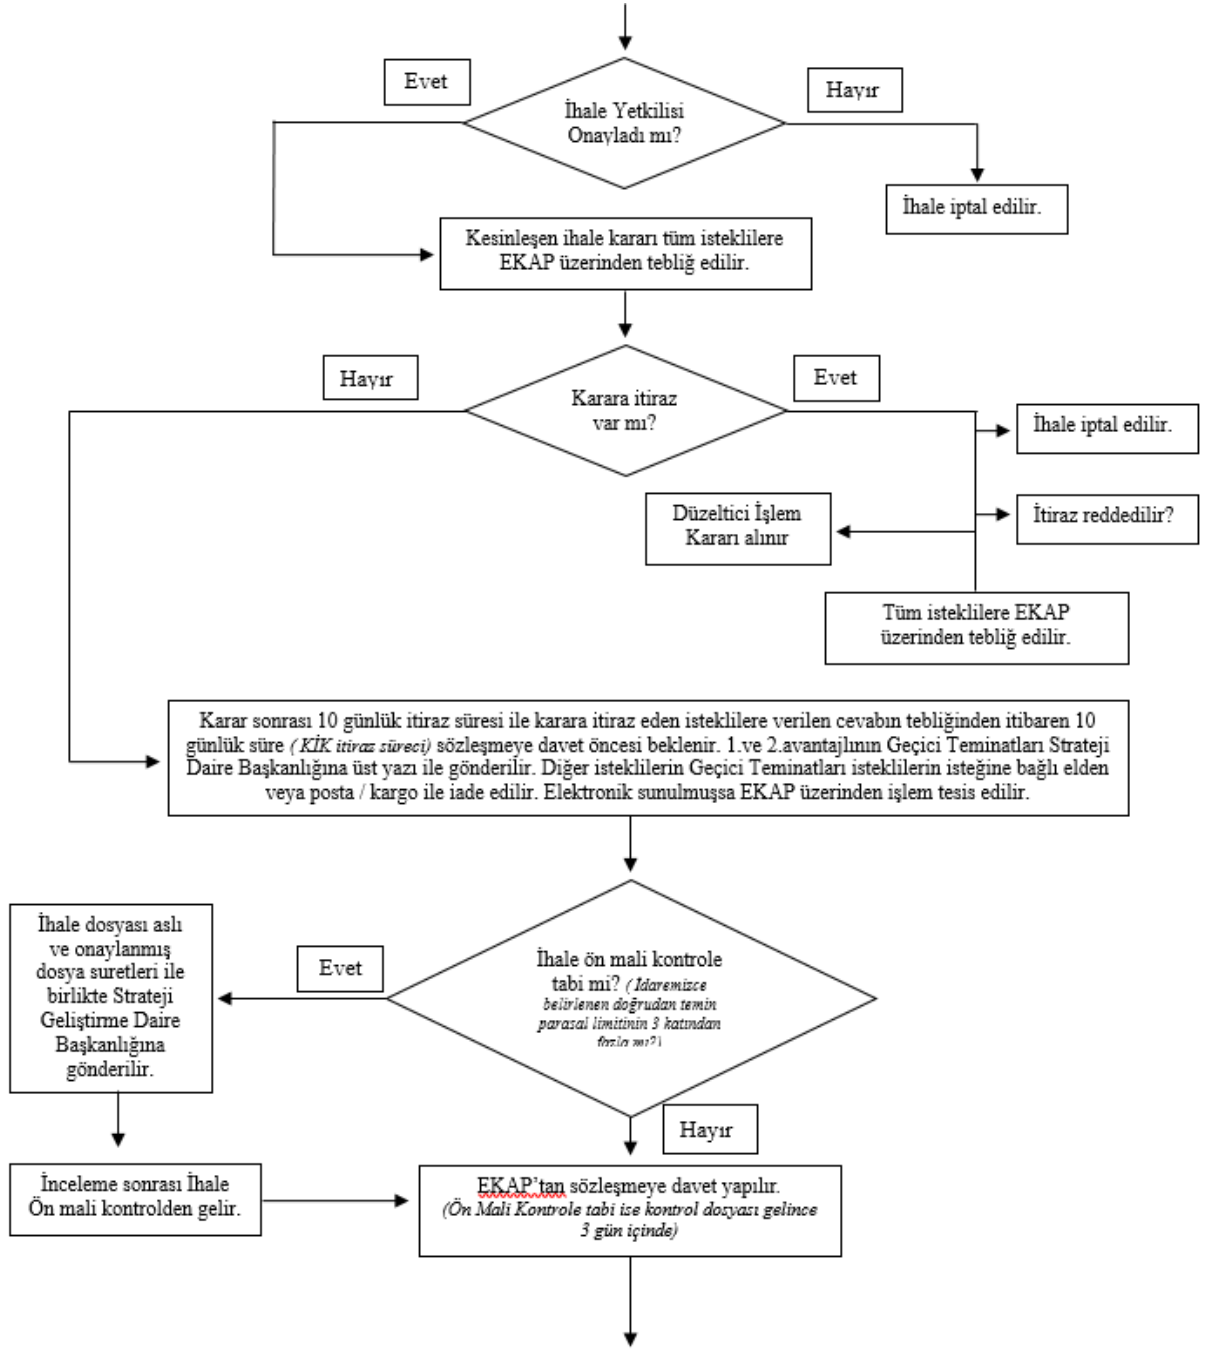 Evet
Hayır
İhale Yetkilisi
Onayladı mı?
İhale iptal edilir.
Kesinleşen ihale kararı tüm isteklilere
EKAP üzerinden tebliğ edilir.
Hayır
Evet
Karara itiraz
var mı?
İhale iptal edilir.
Düzeltici İşlem
Kararı alınır
İtiraz reddedilir?
Tüm isteklilere EKAP
üzerinden tebliğ edilir.
Karar sonrası 10 günlük itiraz süresi ile karara itiraz eden isteklilere verilen cevabın tebliğinden itibaren 10
günlük süre ( KİK itiraz süreci) sözleşmeye davet öncesi beklenir. 1.ve 2.avantajlının Geçici Teminatları Strateji
Daire Başkanlığına üst yazı ile gönderilir. Diğer isteklilerin Geçici Teminatları isteklilerin isteğine bağlı elden
veya posta / kargo ile iade edilir. Elektronik sunulmuşsa EKAP üzerinden işlem tesis edilir.
İhale dosyası aslı
ve onaylanmış
dosya suretleri ile
birlikte Strateji
Geliştirme Daire
Başkanlığına
gönderilir.
Evet
İhale ön mali kontrole
tabi mi? ( İdaremizce
belirlenen doğrudan temin
parasal limitinin 3 katından
fazla mı?)
Hayır
İnceleme sonrası İhale
Ön mali kontrolden gelir.
EKAP’tan sözleşmeye davet yapılır.
(Ön Mali Kontrole tabi ise kontrol dosyası gelince
3 gün içinde)